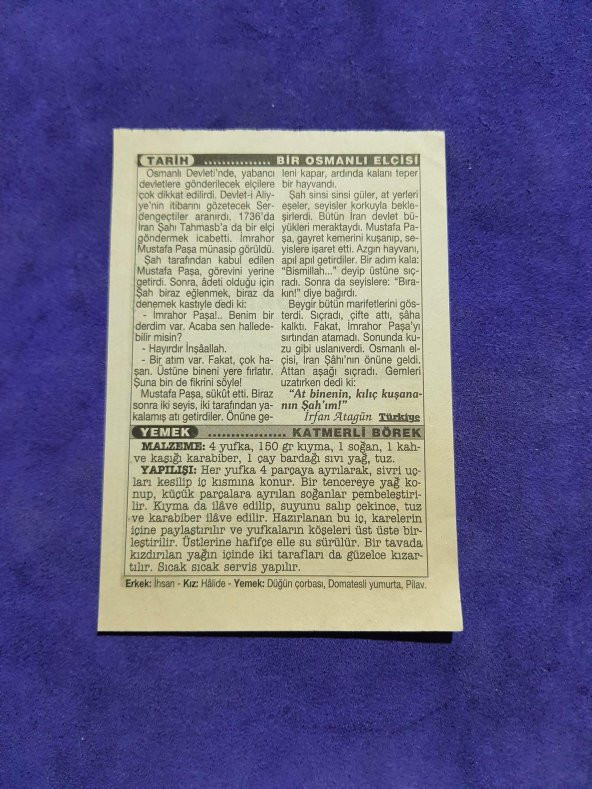 TARİH ............... BİR OSMANLI ELÇİSİ
Osmanlı Devleti'nde, yabancı
devletlere gönderilecek elçilere
çok dikkat edilirdi. Devlet-i Aliy-
ye'nin itibarını gözetecek Ser-
dengeçtiler aranırdı. 1736'da
İran Şahı Tahmasb'a da bir elçi
göndermek icabetti. İmrahor
Mustafa Paşa münasip görüldü.
Şah tarafından kabul edilen
Mustafa Paşa, görevini yerine
getirdi. Sonra, âdeti olduğu için
Şah biraz eğlenmek, biraz da
denemek kastıyle dedi ki:
- İmrahor Paşa!.. Benim bir
derdim var. Acaba sen hallede-
bilir misin?
- Hayırdır İnşâallah.
- Bir atım var. Fakat, çok ha-
şarı. Üstüne bineni yere fırlatır.
Şuna bin de fikrini söyle!
Mustafa Paşa, sükût etti. Biraz
sonra iki seyis, iki tarafından ya-
kalamış atı getirdiler. Önüne ge-
leni kapar, ardında kalanı teper
bir hayvandı.
Şah sinsi sinsi güler, at yerleri
eşeler, seyisler korkuyla bekle-
şirlerdi. Bütün İran devlet bü-
yükleri meraktaydı. Mustafa Pa-
şa, gayret kemerini kuşanıp, se-
yislere işaret etti. Azgın hayvanı,
apıl apıl getirdiler. Bir adım kala:
"Bismillah..." deyip üstüne sıç-
radı. Sonra da seyislere: "Bıra-
kın!" diye bağırdı.
Beygir bütün marifetlerini gös-
terdi. Sıçradı, çifte attı, şâha
kalktı. Fakat, İmrahor Paşa'yı
sırtından atamadı. Sonunda ku-
zu gibi uslanıverdi. Osmanlı el-
çisi, İran Şâhı'nın önüne geldi.
Attan aşağı sıçradı. Gemleri
uzatırken dedi ki:
"At binenin, kılıç kuşana-
nın Şah'ım!"
İrfan Atagün Türkiye
YEMEK ................. KATMERLİ BÖREK
MALZEME: 4 yufka, 150 gr kıyma, 1 soğan, 1 kah-
ve kaşığı karabiber, 1 çay bardağı sıvı yağ, tuz.
YAPILIŞI: Her yufka 4 parçaya ayrılarak, sivri uç-
ları kesilip iç kısmına konur. Bir tencereye yağ ko-
nup, küçük parçalara ayrılan soğanlar pembeleştiri-
lir. Kıyma da ilâve edilip, suyunu salıp çekince, tuz
ve karabiber ilâve edilir. Hazırlanan bu iç, karelerin
içine paylaştırılır ve yufkaların köşeleri üst üste bir-
leştirilir. Üstlerine hafifçe elle su sürülür. Bir tavada
kızdırılan yağın içinde iki tarafları da güzelce kızar-
tılır. Sıcak sıcak servis yapılır.
Erkek: İhsan - Kız: Hâlide - Yemek: Düğün çorbası, Domatesli yumurta, Pilav.